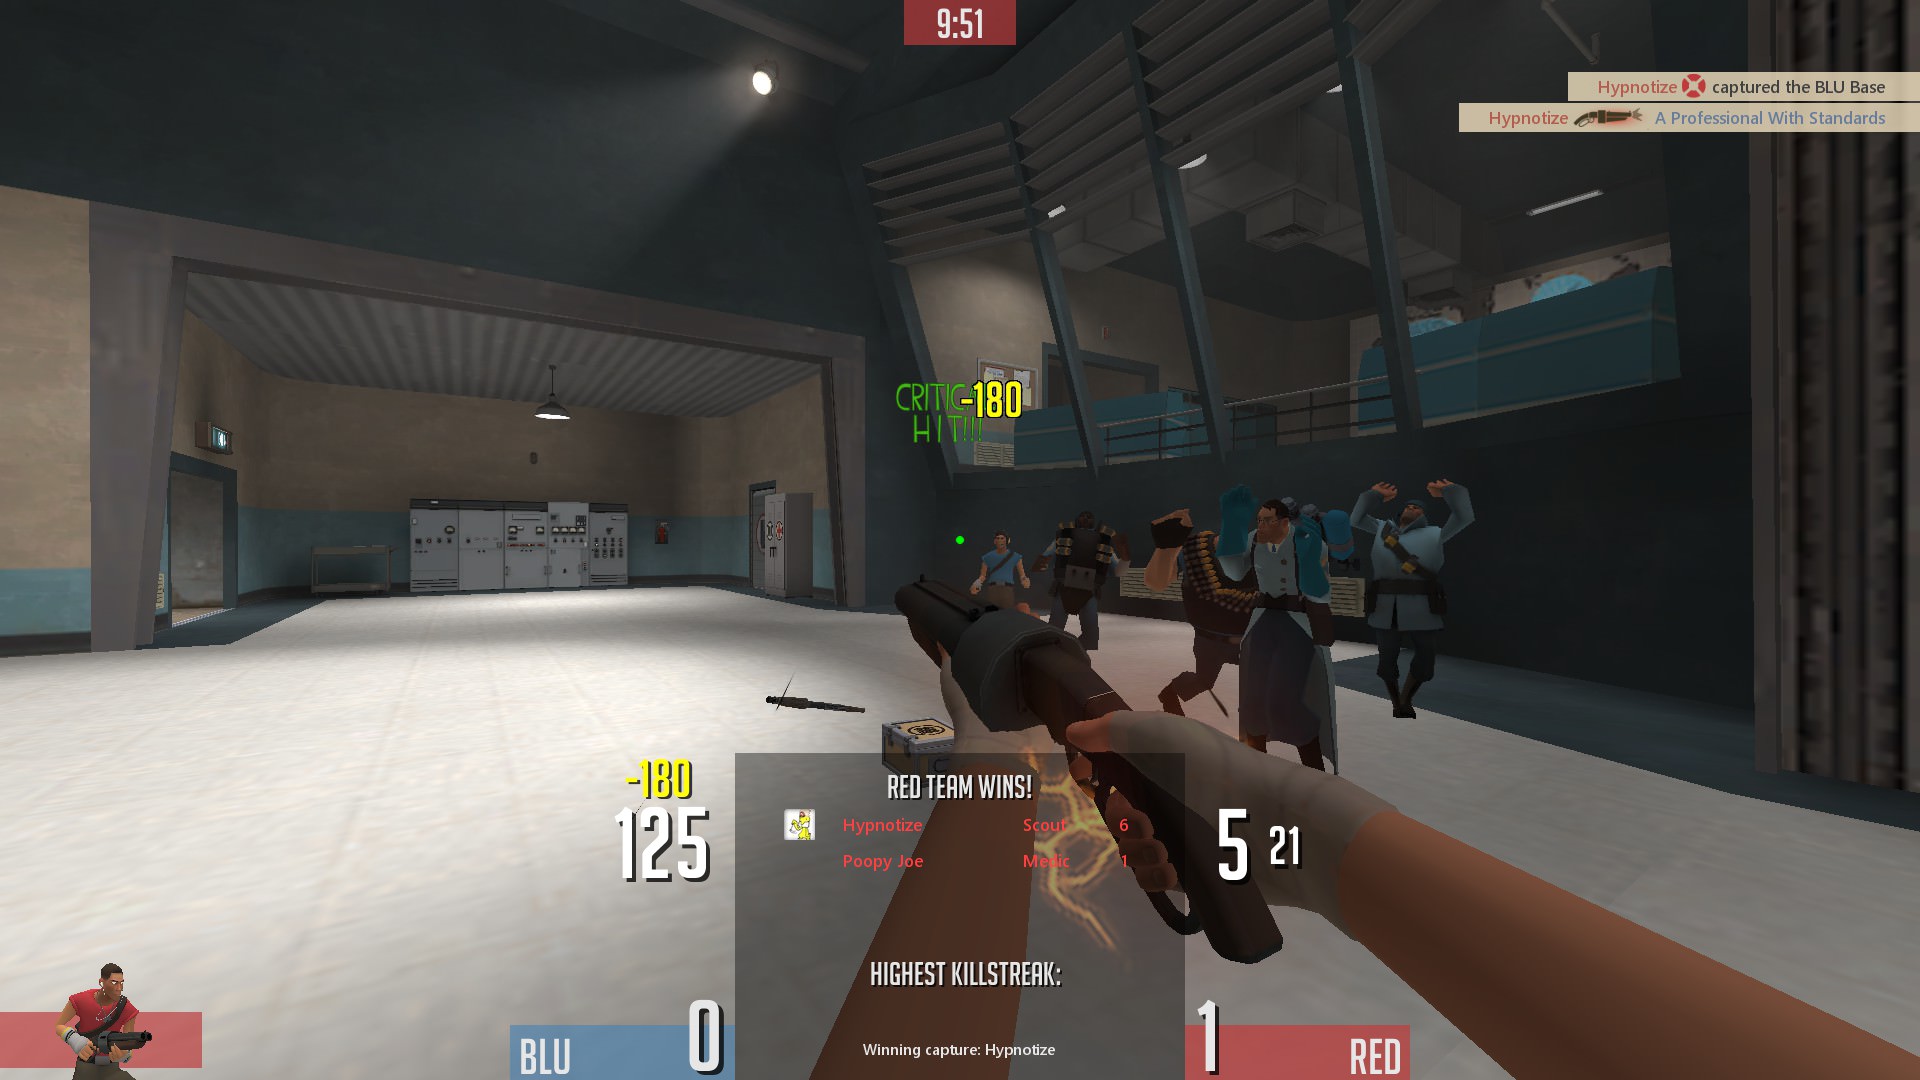 9:51
Hypnotize captured the BLU Base
Hypnotize A Professional With Standards
CRITICAL -180
HIT!!!
-180
125
5 21
RED TEAM WINS!
Hypnotize Scout 6
Poopy Joe Medic 1
HIGHEST KILLSTREAK:
Winning capture: Hypnotize
BLU 0
1 RED